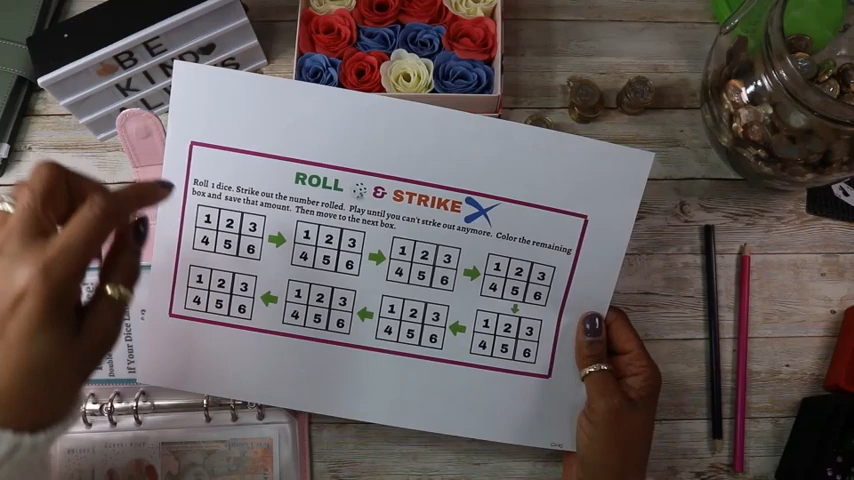 BE
KIND
ROLL & STRIKE
Roll 1 dice. Strike out the number rolled. Play until you can't strike out anymore. Color the remaining
box and save that amount. Then move to the next box.
1 2 3 1 2 3 1 2 3 1 2 3
4 5 6 4 5 6 4 5 6 4 5 6
1 2 3 1 2 3 1 2 3 1 2 3
4 5 6 4 5 6 4 5 6 4 5 6
If Your Dice La